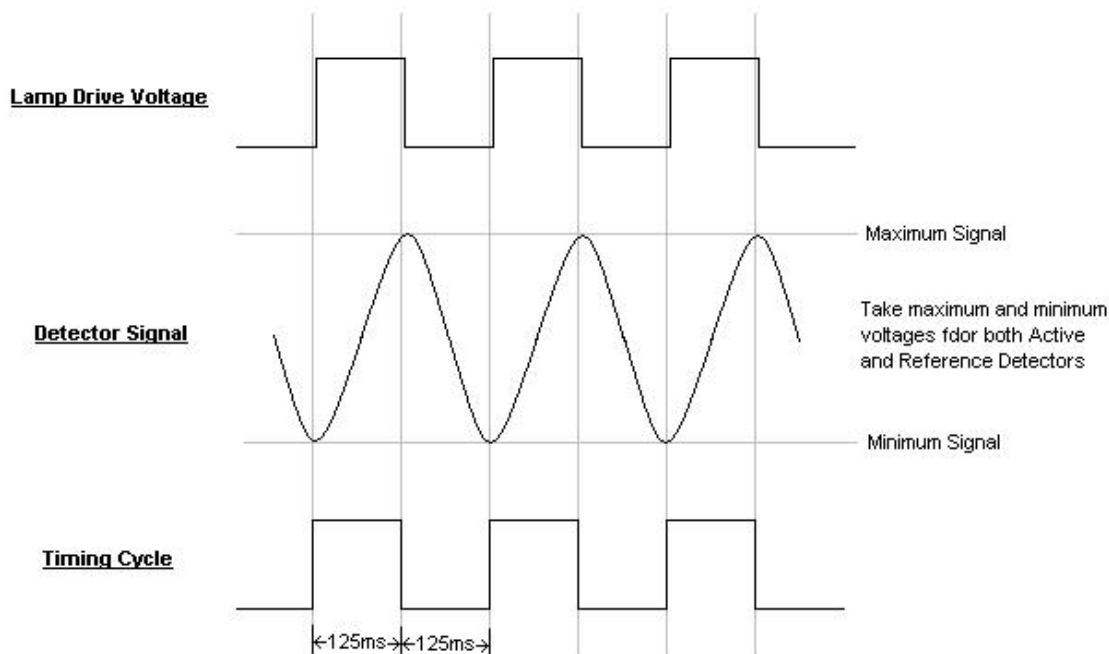 Lamp Drive Voltage
Maximum Signal
Take maximum and minimum
voltages fdor both Active
and Reference Detectors
Detector Signal
Minimum Signal
Timing Cycle
125ms
125ms